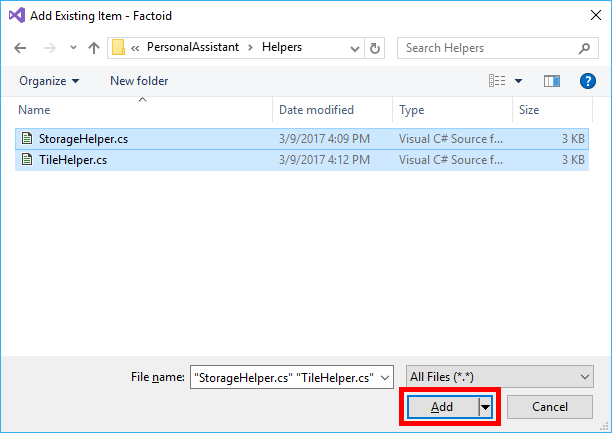 Add Existing Item - Factoid
« PersonalAssistant > Helpers
Search Helpers
Organize New folder
?
Name Date modified Type Size
StorageHelper.cs 3/9/2017 4:09 PM Visual C# Source f... 3 KB
TileHelper.cs 3/9/2017 4:12 PM Visual C# Source f... 3 KB
File name: "StorageHelper.cs" "TileHelper.cs" All Files (*.*)
Add Cancel